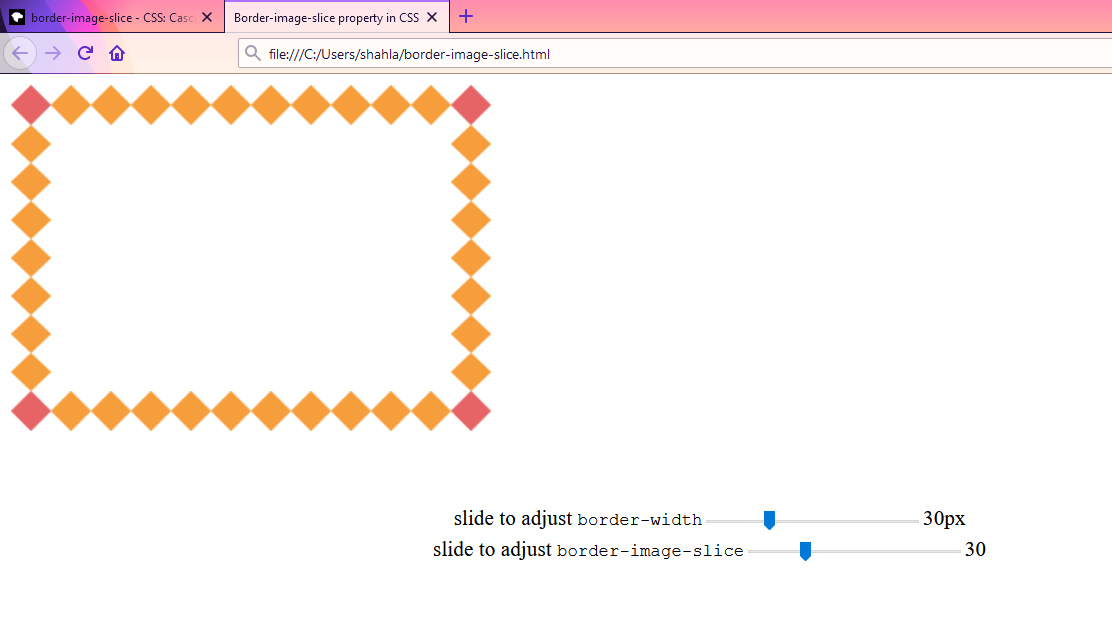 border-image-slice - CSS: Casc
Border-image-slice property in CSS
file:///C:/Users/shahla/border-image-slice.html
slide to adjust border-width 30px
slide to adjust border-image-slice 30